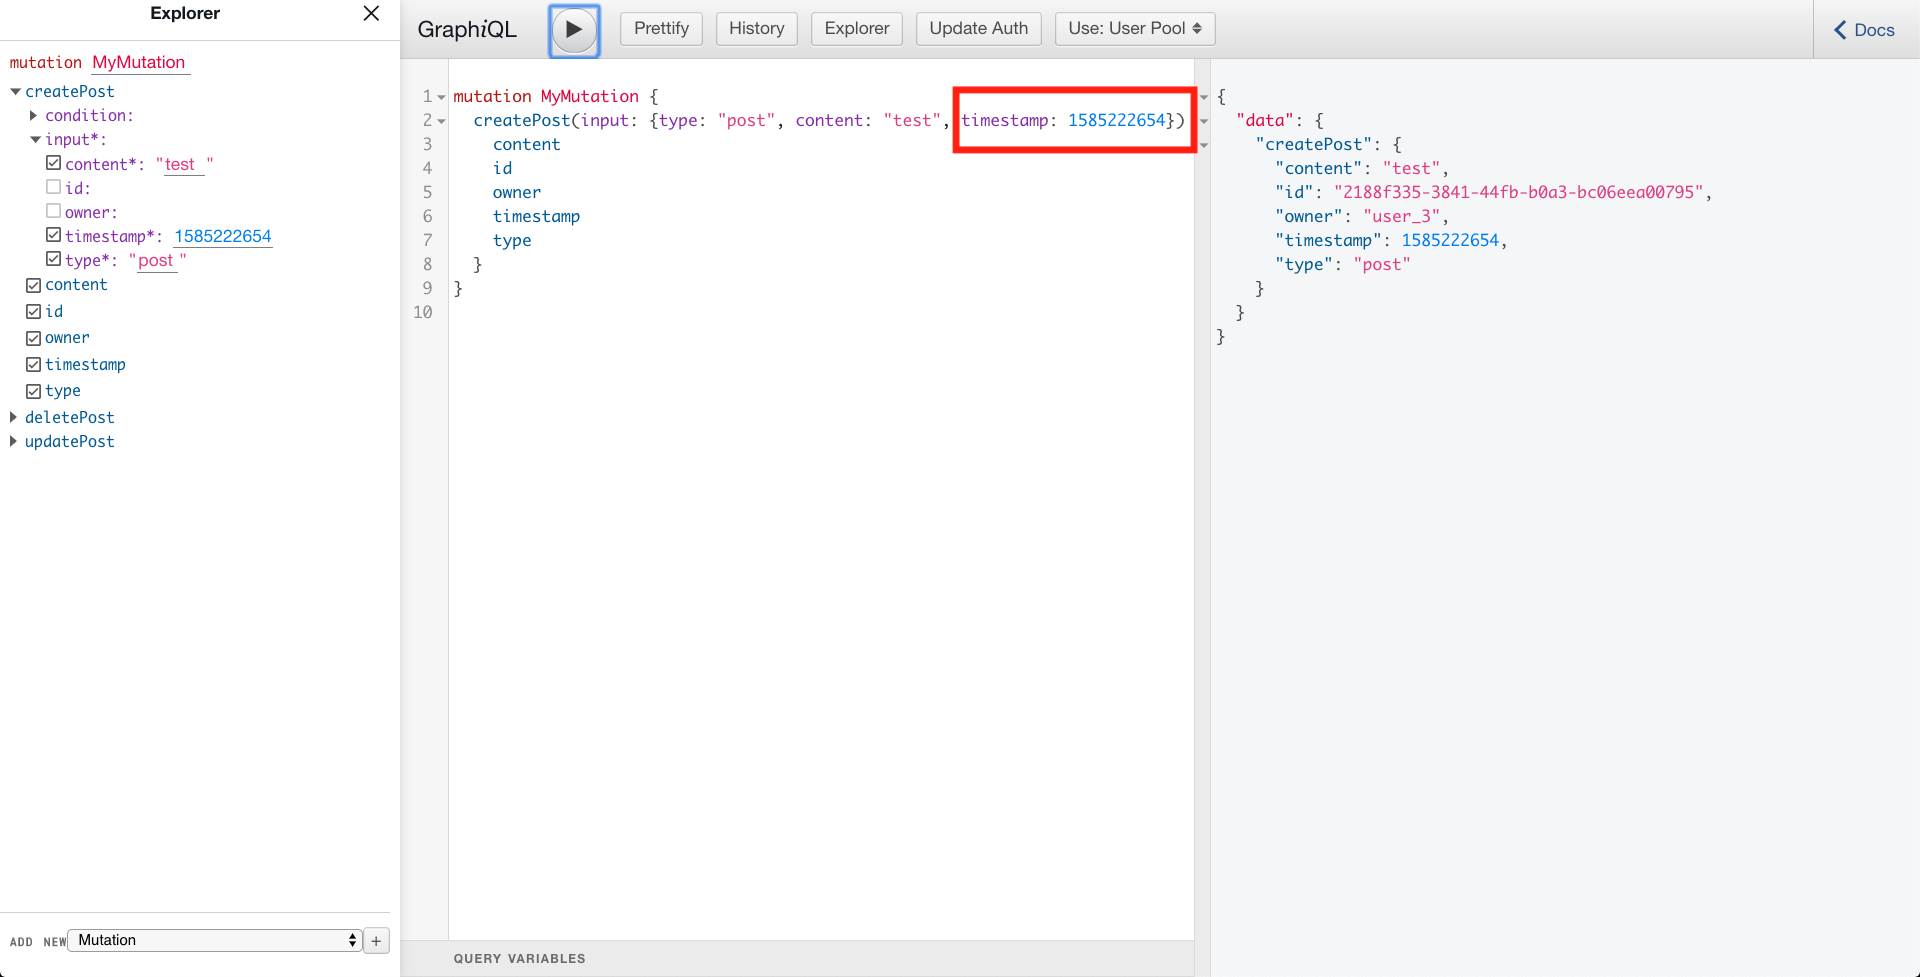 Explorer
mutation MyMutation
createPost
condition:
input*:
content*: "test "
id:
owner:
timestamp*: 1585222654
type*: "post "
content
id
owner
timestamp
type
deletePost
updatePost
ADD NEW Mutation +
GraphiQL Prettify History Explorer Update Auth Use: User Pool Docs
1 mutation MyMutation {
2 createPost(input: {type: "post", content: "test", timestamp: 1585222654})
3 content
4 id
5 owner
6 timestamp
7 type
8 }
9 }
10
QUERY VARIABLES
{
"data": {
"createPost": {
"content": "test",
"id": "2188f335-3841-44fb-b0a3-bc06eea00795",
"owner": "user_3",
"timestamp": 1585222654,
"type": "post"
}
}
}